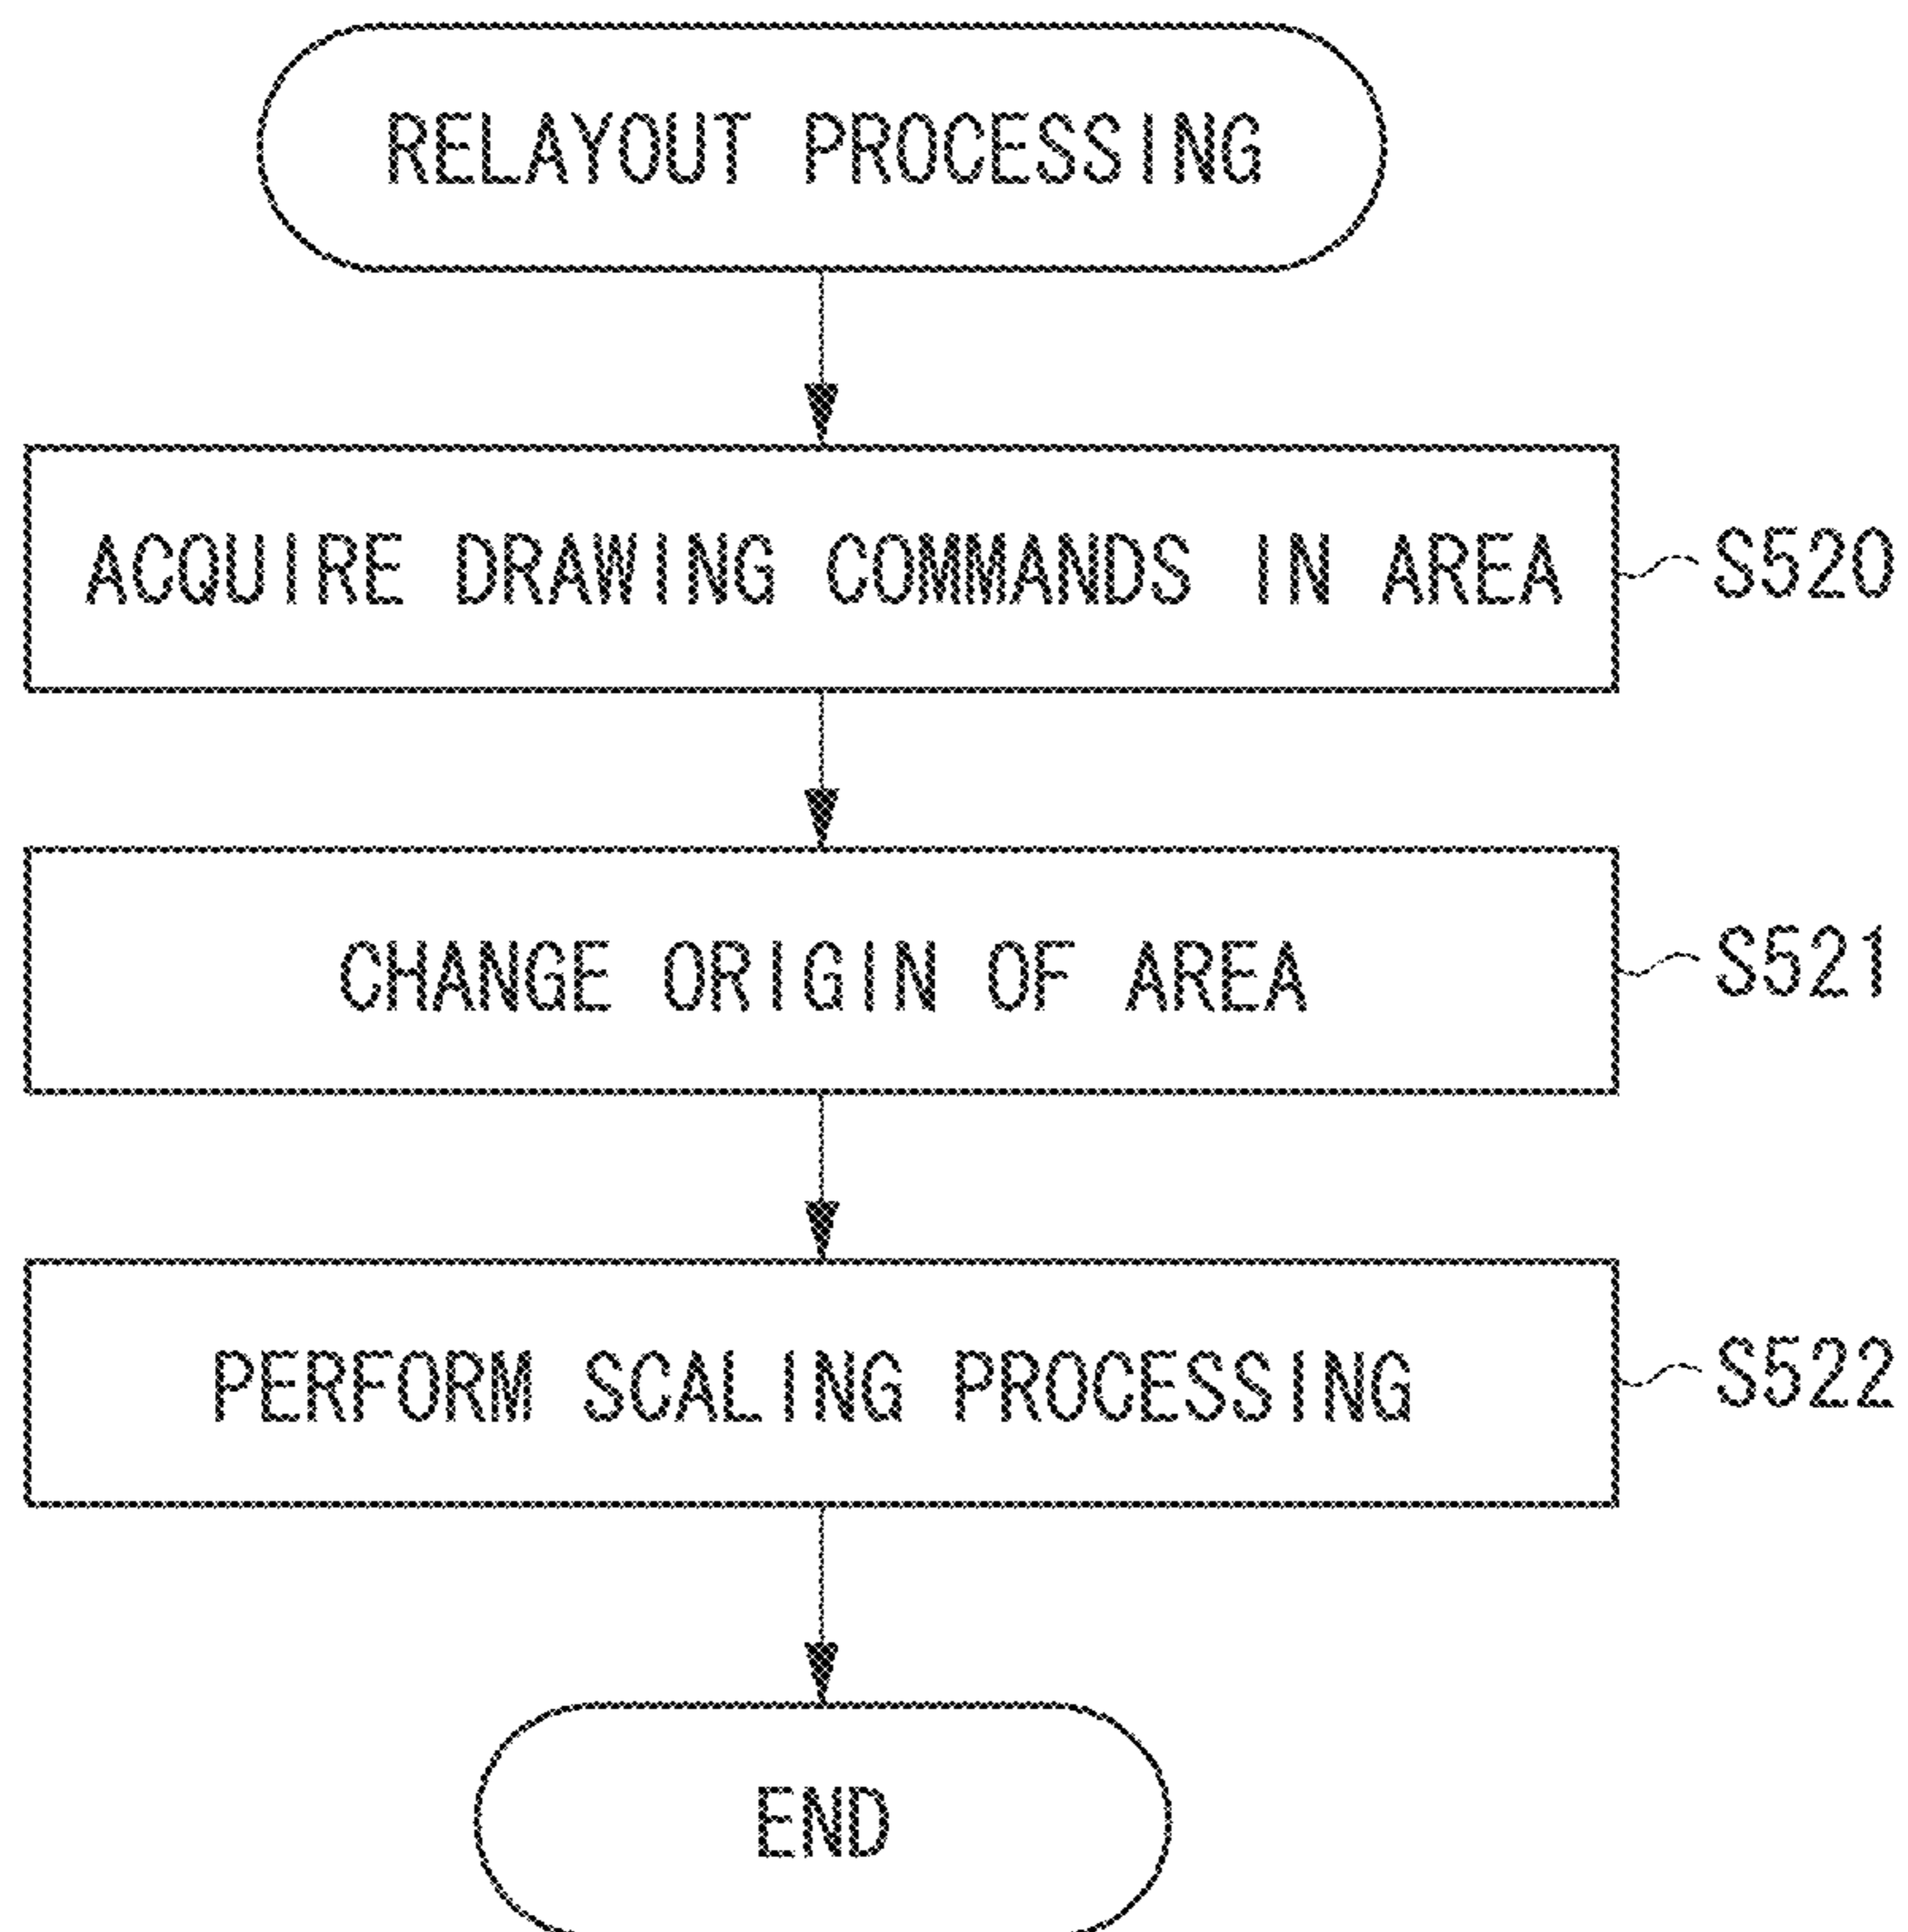 RELAYOUT PROCESSING
ACQUIRE DRAWING COMMANDS IN AREA
S520
CHANGE ORIGIN OF AREA
S521
PERFORM SCALING PROCESSING
S522
END